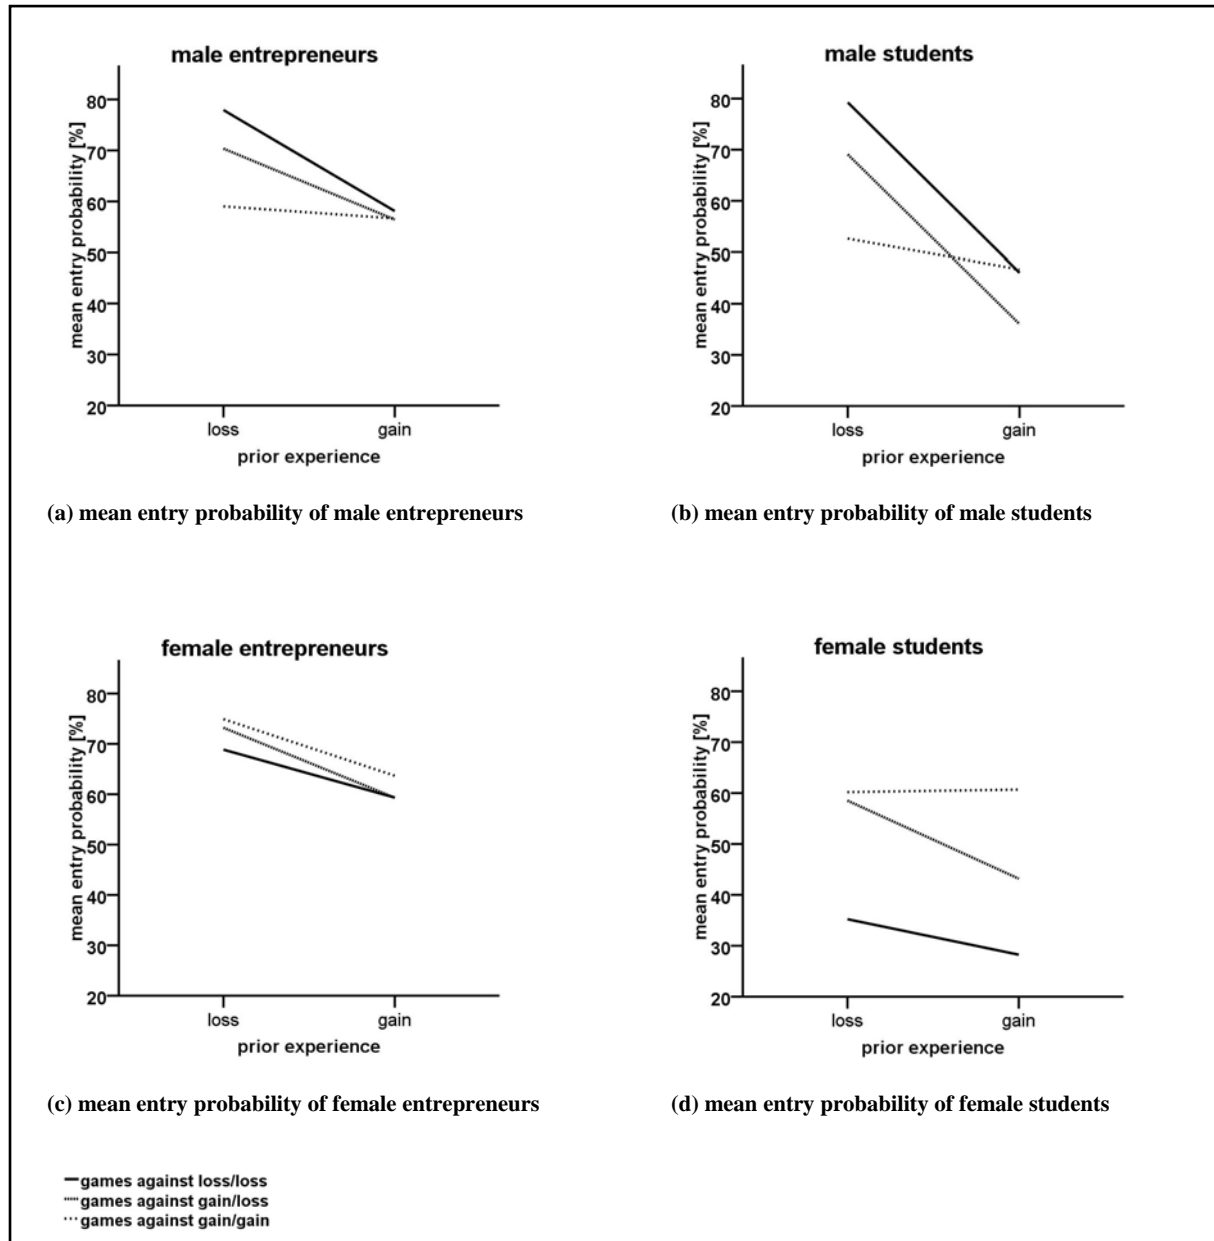 male entrepreneurs
mean entry probability [%]
80
70
60
50
40
30
20
loss gain
prior experience
(a) mean entry probability of male entrepreneurs
male students
mean entry probability [%]
80
70
60
50
40
30
20
loss gain
prior experience
(b) mean entry probability of male students
female entrepreneurs
mean entry probability [%]
80
70
60
50
40
30
20
loss gain
prior experience
(c) mean entry probability of female entrepreneurs
female students
mean entry probability [%]
80
70
60
50
40
30
20
loss gain
prior experience
(d) mean entry probability of female students
games against loss/loss
games against gain/loss
games against gain/gain